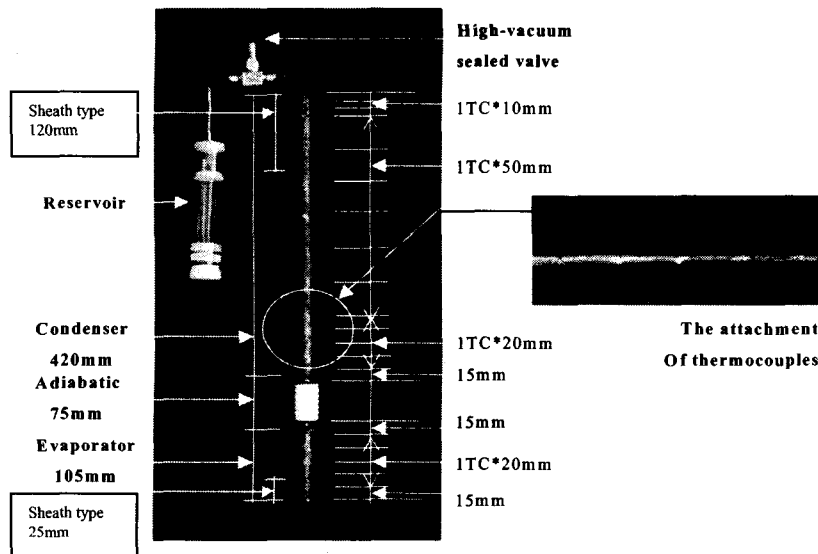 High-vacuum
sealed valve
Sheath type
120mm
1TC*10mm
1TC*50mm
Reservoir
Condenser
420mm
Adiabatic
75mm
Evaporator
105mm
Sheath type
25mm
1TC*20mm
15mm
15mm
1TC*20mm
15mm
The attachment
Of thermocouples